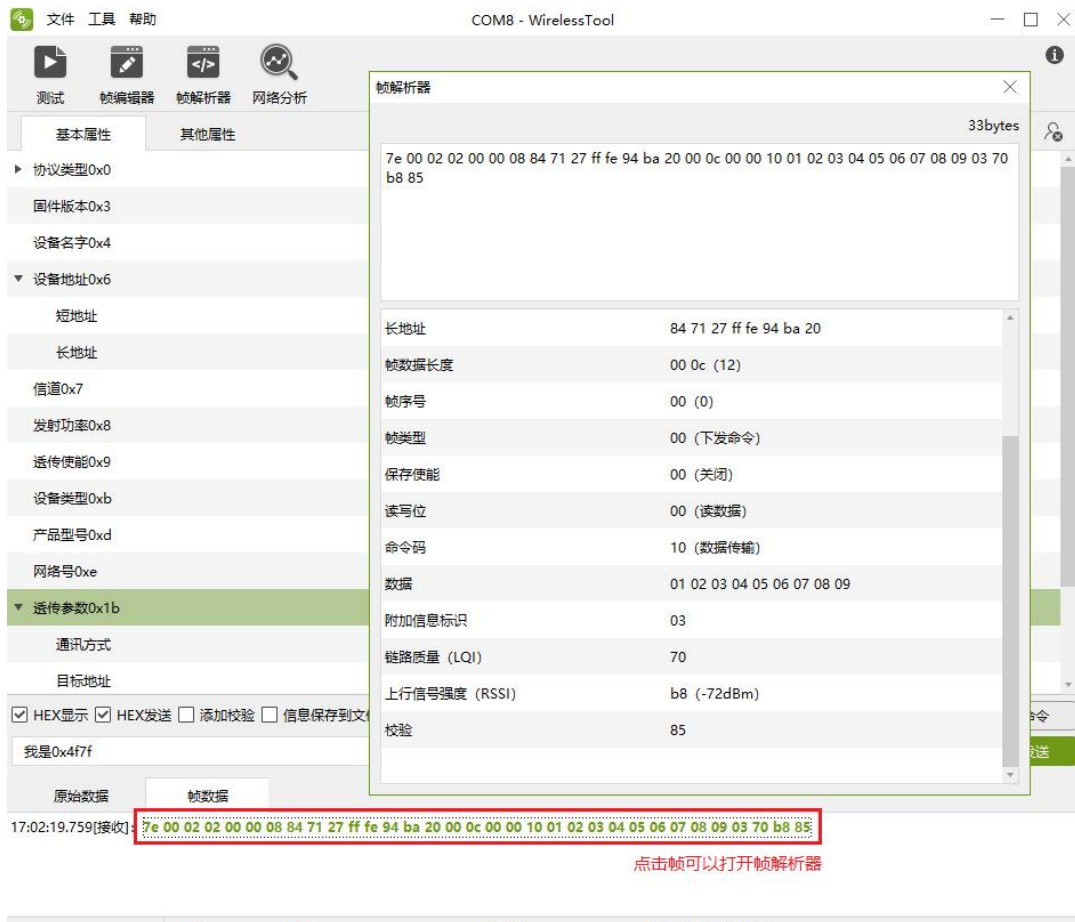 文件 工具 帮助
COM8 - WirelessTool
测试 帧编辑器 帧解析器 网络分析
基本属性 其他属性
协议类型0x0
固件版本0x3
设备名字0x4
设备地址0x6
短地址
长地址
信道0x7
发射功率0x8
透传使能0x9
设备类型0xb
产品型号0xd
网络号0xe
透传参数0x1b
通讯方式
目标地址
帧解析器
33bytes
7e 00 02 02 00 00 08 84 71 27 ff fe 94 ba 20 00 0c 00 00 10 01 02 03 04 05 06 07 08 09 03 70
b8 85
长地址 84 71 27 ff fe 94 ba 20
帧数据长度 00 0c (12)
帧序号 00 (0)
帧类型 00 (下发命令)
保存使能 00 (关闭)
读写位 00 (读数据)
命令码 10 (数据传输)
数据 01 02 03 04 05 06 07 08 09
附加信息标识 03
链路质量 (LQI) 70
上行信号强度 (RSSI) b8 (-72dBm)
校验 85
HEX显示 HEX发送 添加校验 信息保存到文
我是0x4f7f
原始数据 帧数据
17:02:19.759[接收]: 7e 00 02 02 00 00 08 84 71 27 ff fe 94 ba 20 00 0c 00 00 10 01 02 03 04 05 06 07 08 09 03 70 b8 85
点击帧可以打开帧解析器